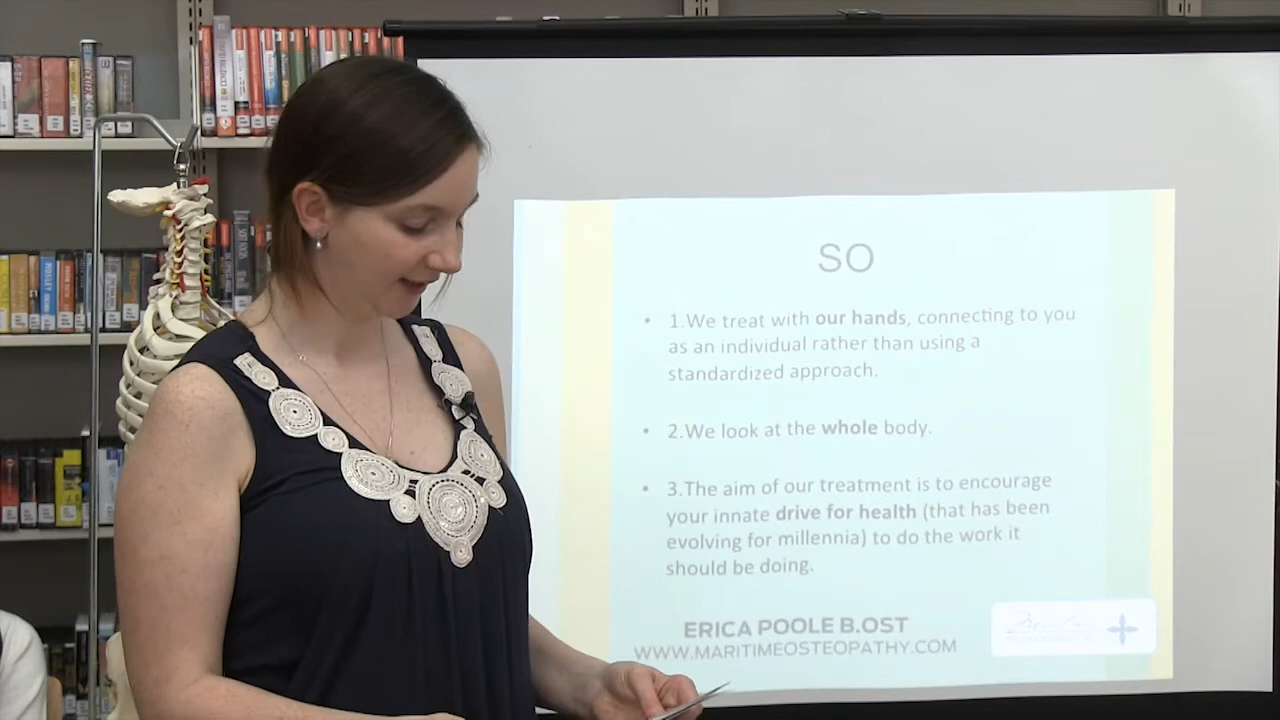 SO
• 1.We treat with our hands, connecting to you
as an individual rather than using a
standardized approach.
• 2.We look at the whole body.
• 3.The aim of our treatment is to encourage
your innate drive for health (that has been
evolving for millennia) to do the work it
should be doing.
ERICA POOLE B.OST
WWW.MARITIMEOSTEOPATHY.COM